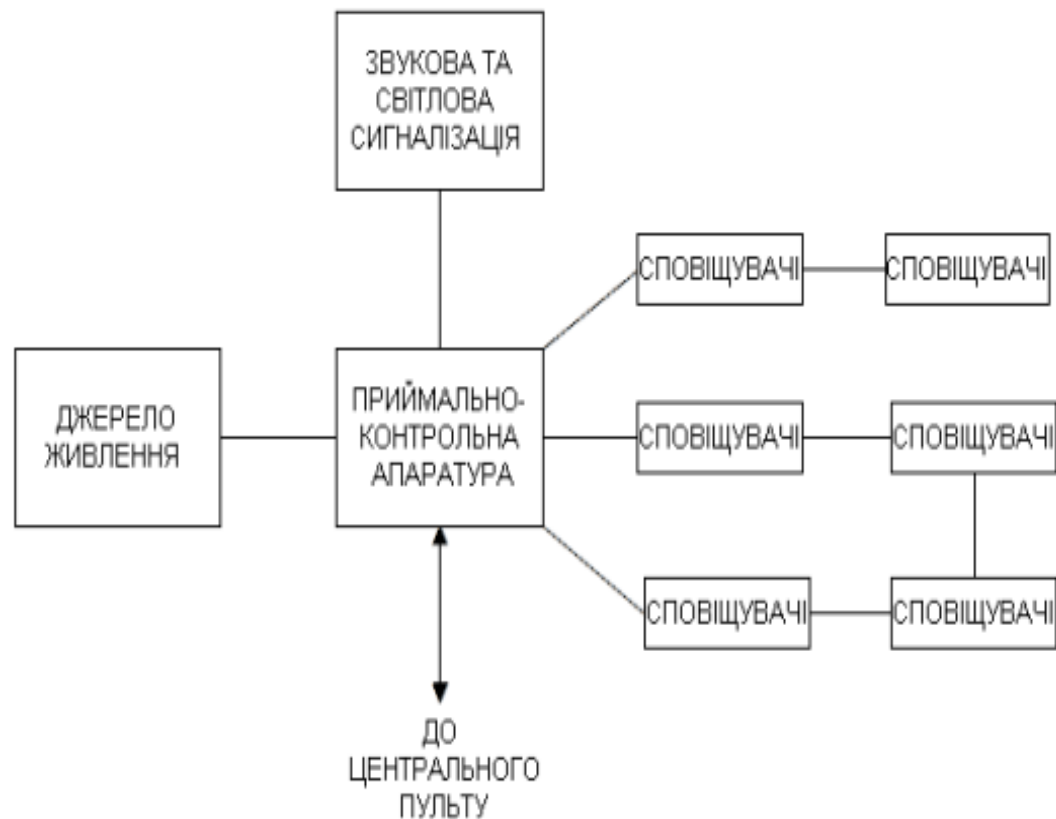 ЗВУКОВА ТА
СВІТЛОВА
СИГНАЛІЗАЦІЯ
СПОВІЩУВАЧІ
СПОВІЩУВАЧІ
ДЖЕРЕЛО
ЖИВЛЕННЯ
ПРИЙМАЛЬНО-
КОНТРОЛЬНА
АПАРАТУРА
СПОВІЩУВАЧІ
СПОВІЩУВАЧІ
СПОВІЩУВАЧІ
СПОВІЩУВАЧІ
ДО
ЦЕНТРАЛЬНОГО
ПУЛЬТУ